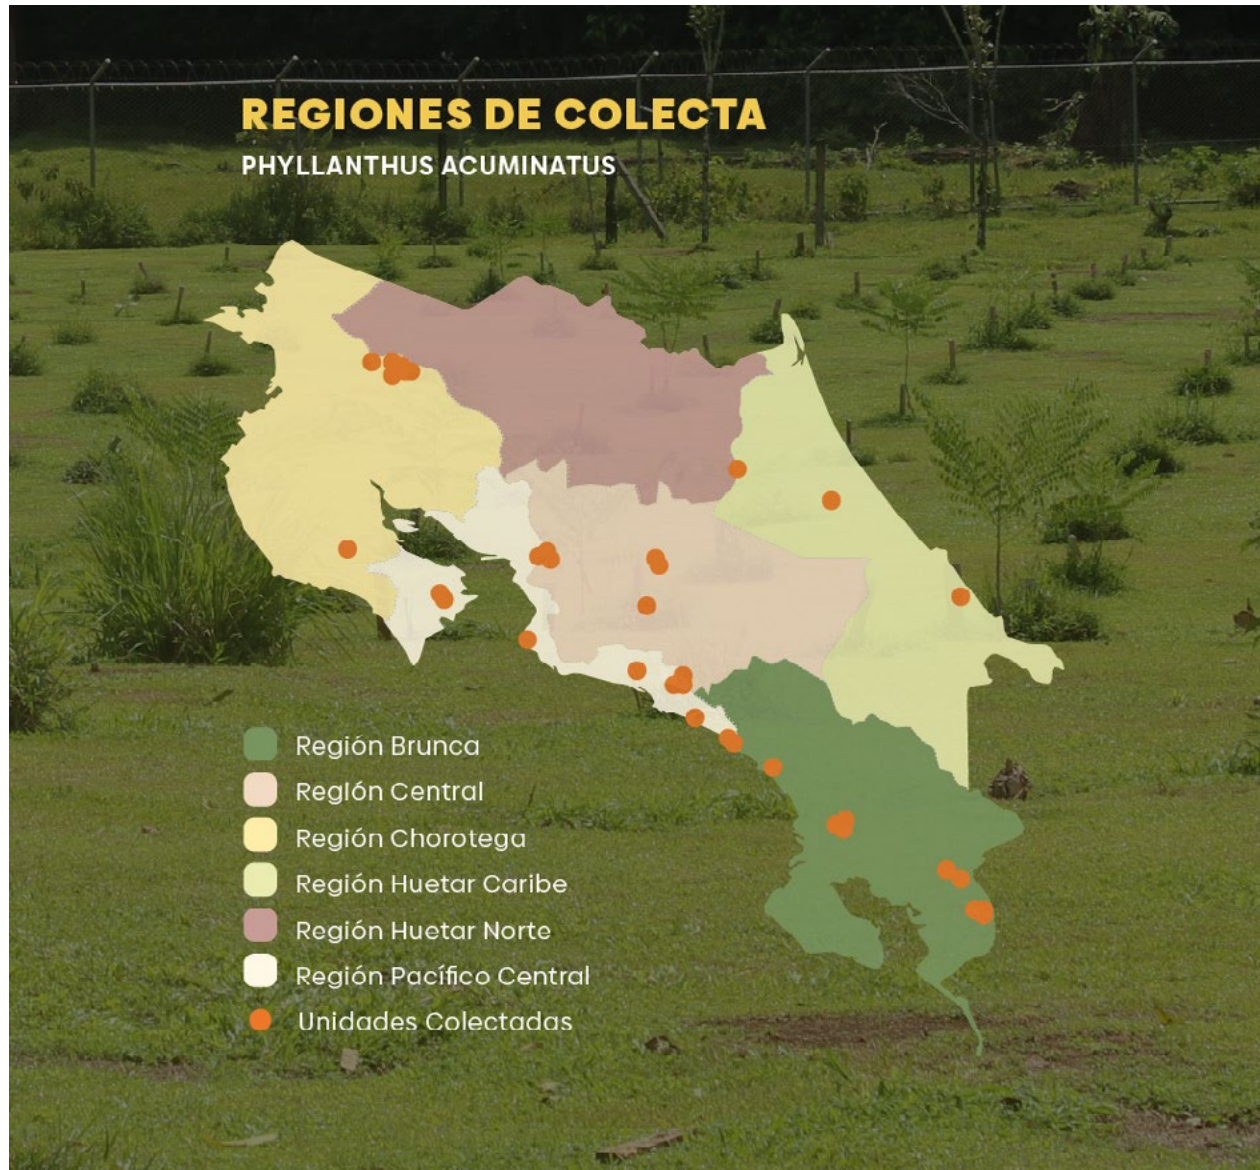 REGIONES DE COLECTA
PHYLLANTHUS ACUMINATUS
Región Brunca
Región Central
Región Chorotega
Región Huetar Caribe
Región Huetar Norte
Región Pacífico Central
Unidades Colectadas